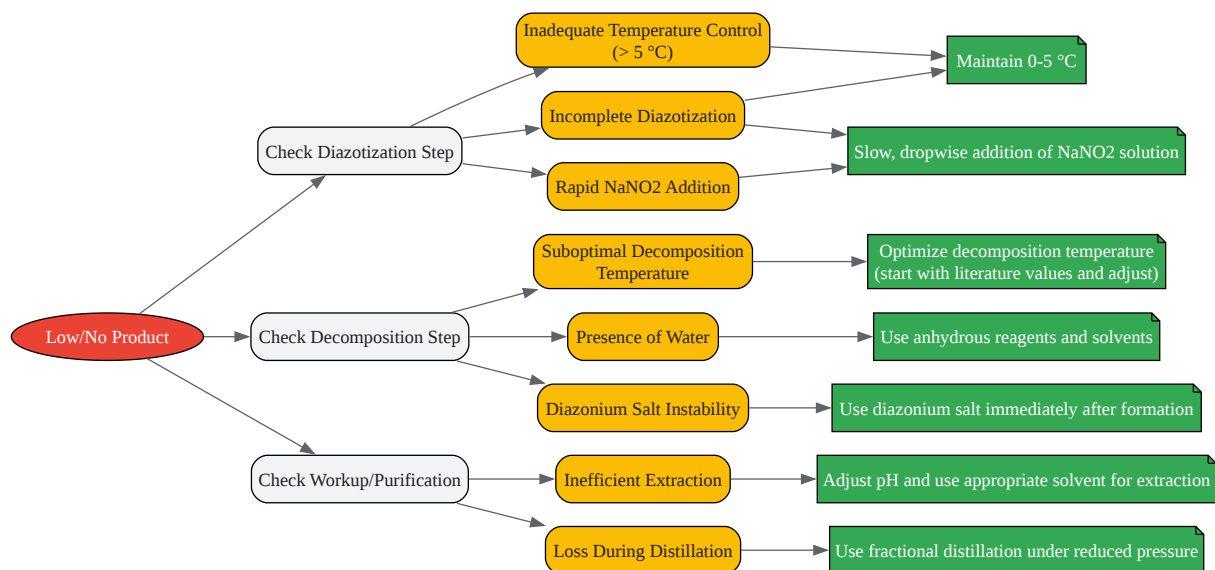 Low/No Product
Check Diazotization Step
Check Decomposition Step
Check Workup/Purification
Inadequate Temperature Control
(> 5 °C)
Incomplete Diazotization
Rapid NaNO2 Addition
Suboptimal Decomposition
Temperature
Presence of Water
Diazonium Salt Instability
Inefficient Extraction
Loss During Distillation
Maintain 0-5 °C
Slow, dropwise addition of NaNO2 solution
Optimize decomposition temperature
(start with literature values and adjust)
Use anhydrous reagents and solvents
Use diazonium salt immediately after formation
Adjust pH and use appropriate solvent for extraction
Use fractional distillation under reduced pressure